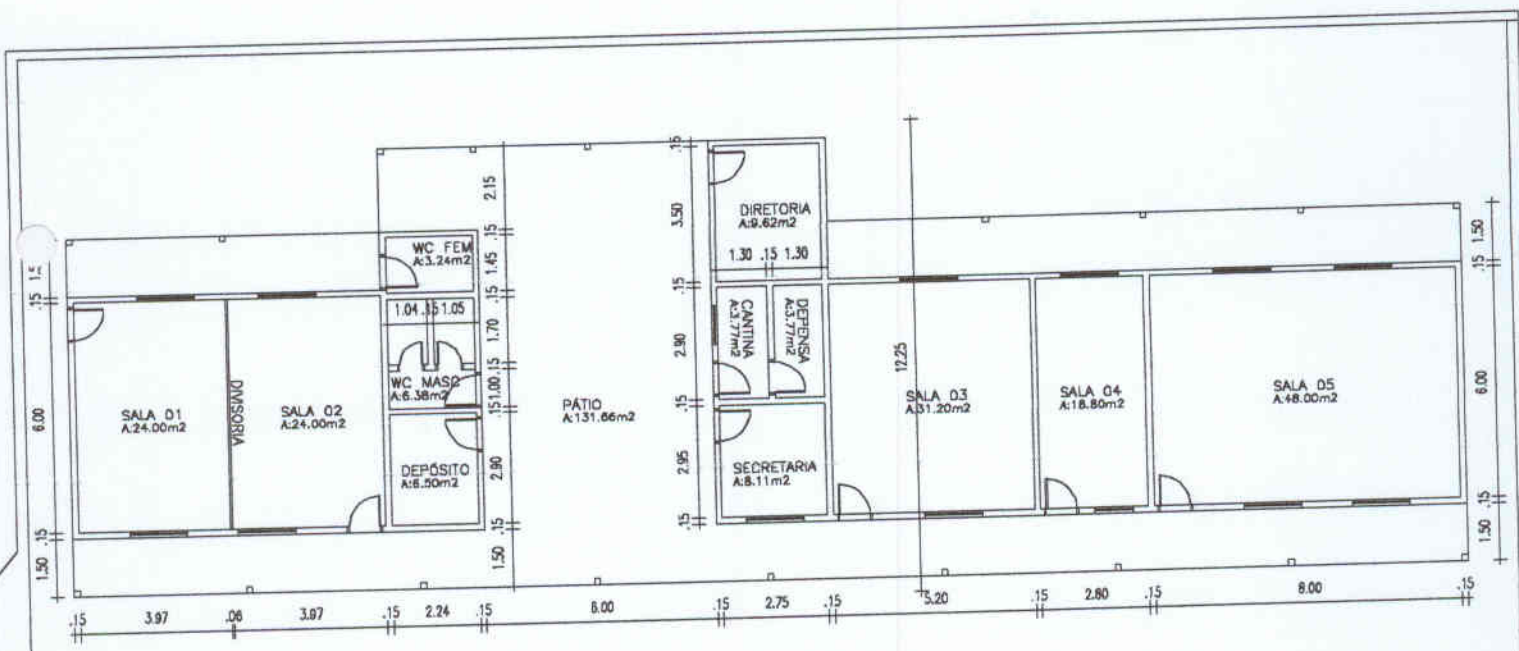 DIRETORIA
A:9.62m2
1.30 .15 1.30
WC FEM
A:3.24m2
1.04 .15 1.05
WC MASC
A:6.38m2
DEPÓSITO
A:6.50m2
SALA 01
A:24.00m2
DIVISORIA
SALA 02
A:24.00m2
PÁTIO
A:131.66m2
CANTINA
A:3.77m2
DEPENSA
A:3.77m2
SECRETARIA
A:8.11m2
SALA 03
A:31.20m2
SALA 04
A:18.80m2
SALA 05
A:48.00m2
.15
6.00
.15
1.50
2.15
.15
1.45
.15
1.70
.15
1.00
.15
2.90
.15
1.50
.15
3.50
.15
2.90
.15
2.95
.15
12.25
1.50
.15
6.00
.15
1.50
.15 3.97 .06 3.97 .15 2.24 .15 6.00 .15 2.75 .15 5.20 .15 2.80 .15 8.00 .15